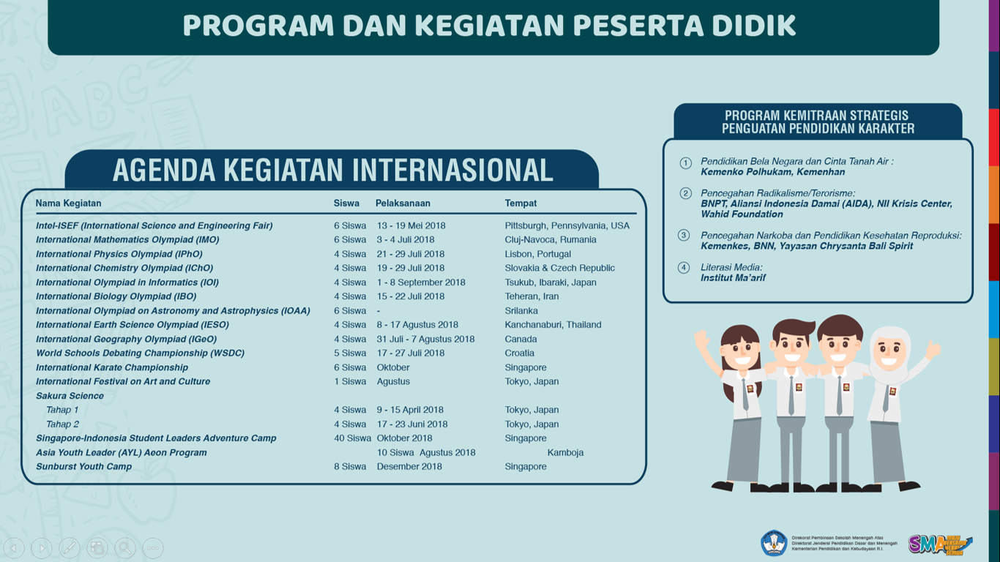 PROGRAM DAN KEGIATAN PESERTA DIDIK
AGENDA KEGIATAN INTERNASIONAL
Nama Kegiatan Siswa Pelaksanaan Tempat
Intel-ISEF (International Science and Engineering Fair) 6 Siswa 13 - 19 Mei 2018 Pittsburgh, Pennsylvania, USA
International Mathematics Olympiad (IMO) 6 Siswa 3 - 4 Juli 2018 Cluj-Navoca, Rumania
International Physics Olympiad (IPhO) 4 Siswa 21 - 29 Juli 2018 Lisbon, Portugal
International Chemistry Olympiad (IChO) 4 Siswa 19 - 29 Juli 2018 Slovakia & Czech Republic
International Olympiad in Informatics (IOI) 4 Siswa 1 - 8 September 2018 Tsukub, Ibaraki, Japan
International Biology Olympiad (IBO) 4 Siswa 15 - 22 Juli 2018 Teheran, Iran
International Olympiad on Astronomy and Astrophysics (IOAA) 6 Siswa - Srilanka
International Earth Science Olympiad (IESO) 4 Siswa 8 - 17 Agustus 2018 Kanchanaburi, Thailand
International Geography Olympiad (IGeO) 4 Siswa 31 Juli - 7 Agustus 2018 Canada
World Schools Debating Championship (WSDC) 5 Siswa 17 - 27 Juli 2018 Croatia
International Karate Championship 6 Siswa Oktober Singapore
International Festival on Art and Culture 1 Siswa Agustus Tokyo, Japan
Sakura Science
Tahap 1 4 Siswa 9 - 15 April 2018 Tokyo, Japan
Tahap 2 4 Siswa 17 - 23 Juni 2018 Tokyo, Japan
Singapore-Indonesia Student Leaders Adventure Camp 40 Siswa Oktober 2018 Singapore
Asia Youth Leader (AYL) Aeon Program 10 Siswa Agustus 2018 Kamboja
Sunburst Youth Camp 8 Siswa Desember 2018 Singapore
PROGRAM KEMITRAAN STRATEGIS
PENGUATAN PENDIDIKAN KARAKTER
1 Pendidikan Bela Negara dan Cinta Tanah Air :
Kemenko Polhukam, Kemenhan
2 Pencegahan Radikalisme/Terorisme:
BNPT, Aliansi Indonesia Damai (AIDA), NII Krisis Center,
Wahid Foundation
3 Pencegahan Narkoba dan Pendidikan Kesehatan Reproduksi:
Kemenkes, BNN, Yayasan Chrysanta Bali Spirit
4 Literasi Media:
Institut Ma'arif
ABC
Direkorat Pembinaan Sekolah Menengah Atas
Direktorat Jenderal Pendidikan Dasar dan Menengah
Kementerian Pendidikan dan Kebudayaan R.I.
SMA MAJU
BERSAMA
HEBAT
SEMUA